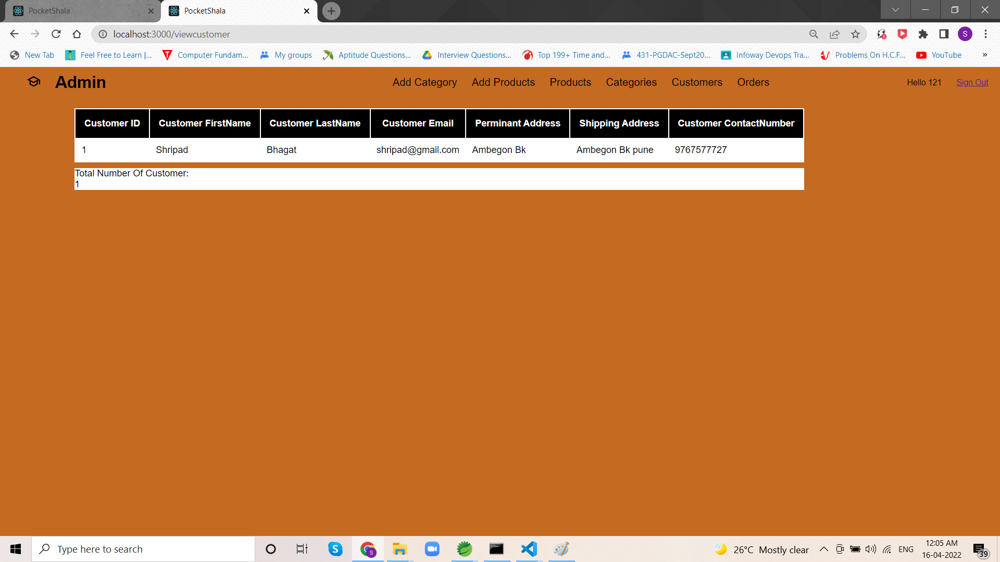 PocketShala
PocketShala
localhost:3000/viewcustomer
New Tab
Feel Free to Learn |...
Computer Fundam...
My groups
Aptitude Questions...
Interview Questions...
Top 199+ Time and...
431-PGDAC-Sept20...
Infoway Devops Tra...
Problems On H.C.F...
YouTube
»
Admin
Add Category
Add Products
Products
Categories
Customers
Orders
Hello 121
Sign Out
Customer ID Customer FirstName Customer LastName Customer Email Perminant Address Shipping Address Customer ContactNumber
1 Shripad Bhagat shripad@gmail.com Ambegon Bk Ambegon Bk pune 9767577727
Total Number Of Customer:
1
Type here to search
26°C Mostly clear
ENG
12:05 AM
16-04-2022
39
S
S